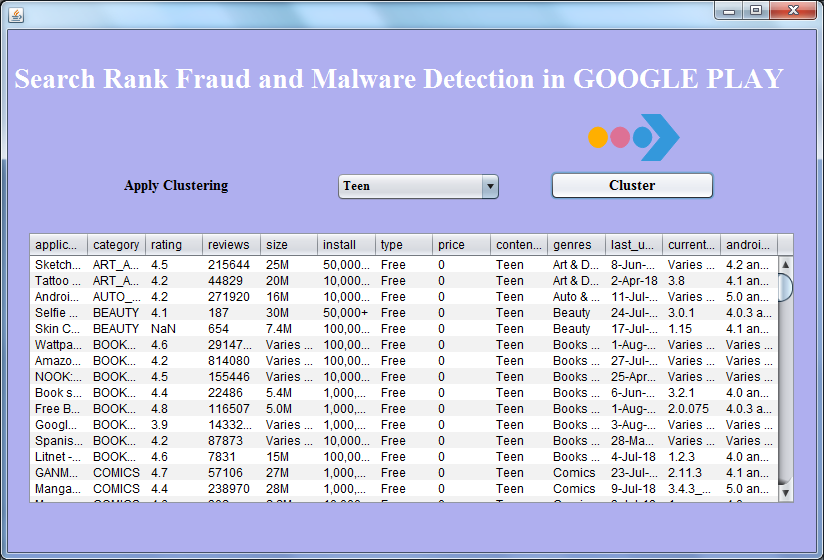 Search Rank Fraud and Malware Detection in GOOGLE PLAY
Apply Clustering Teen Cluster
applic... category rating reviews size install type price conten... genres last_u... current... androi...
Sketch... ART_A... 4.5 215644 25M 50,000... Free 0 Teen Art & D... 8-Jun-... Varies ... 4.2 an...
Tattoo ... ART_A... 4.2 44829 20M 10,000... Free 0 Teen Art & D... 2-Apr-18 3.8 4.1 an...
Androi... AUTO_... 4.2 271920 16M 10,000... Free 0 Teen Auto & ... 11-Jul-... Varies ... 5.0 an...
Selfie ... BEAUTY 4.1 187 30M 50,000+ Free 0 Teen Beauty 24-Jul-... 3.0.1 4.0.3 a...
Skin C... BEAUTY NaN 654 7.4M 100,00... Free 0 Teen Beauty 17-Jul-... 1.15 4.1 an...
Wattpa... BOOK... 4.6 29147... Varies ... 100,00... Free 0 Teen Books ... 1-Aug-... Varies ... Varies ...
Amazo... BOOK... 4.2 814080 Varies ... 100,00... Free 0 Teen Books ... 27-Jul-... Varies ... Varies ...
NOOK:... BOOK... 4.5 155446 Varies ... 10,000... Free 0 Teen Books ... 25-Apr... Varies ... Varies ...
Book s... BOOK... 4.4 22486 5.4M 1,000,... Free 0 Teen Books ... 6-Jun-... 3.2.1 4.0 an...
Free B... BOOK... 4.8 116507 5.0M 1,000,... Free 0 Teen Books ... 1-Aug-... 2.0.075 4.0.3 a...
Googl... BOOK... 3.9 14332... Varies ... 1,000,... Free 0 Teen Books ... 3-Aug-... Varies ... Varies ...
Spanis... BOOK... 4.2 87873 Varies ... 10,000... Free 0 Teen Books ... 28-Ma... Varies ... Varies ...
Litnet -... BOOK... 4.6 7831 15M 100,00... Free 0 Teen Books ... 4-Jul-18 1.2.3 4.0 an...
GANM... COMICS 4.7 57106 27M 1,000,... Free 0 Teen Comics 23-Jul-... 2.11.3 4.1 an...
Manga... COMICS 4.4 238970 28M 1,000,... Free 0 Teen Comics 9-Jul-18 3.4.3_... 5.0 an...